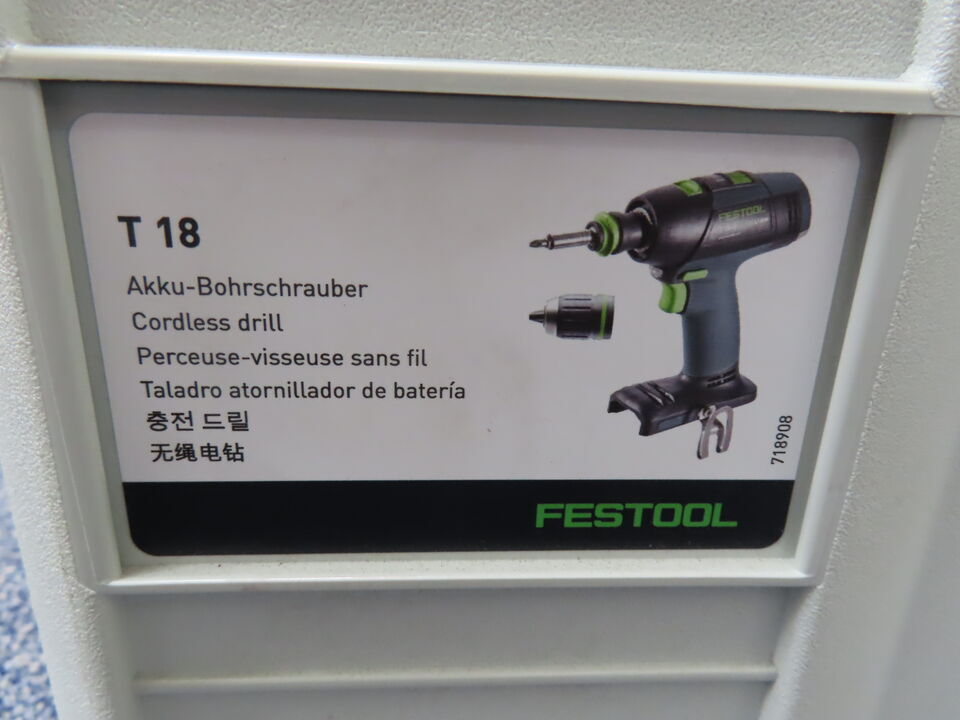 T 18
Akku-Bohrschrauber
Cordless drill
Perceuse-visseuse sans fil
Taladro atornillador de batería
충전 드릴
无绳电钻
FESTOOL
718908
FESTOOL